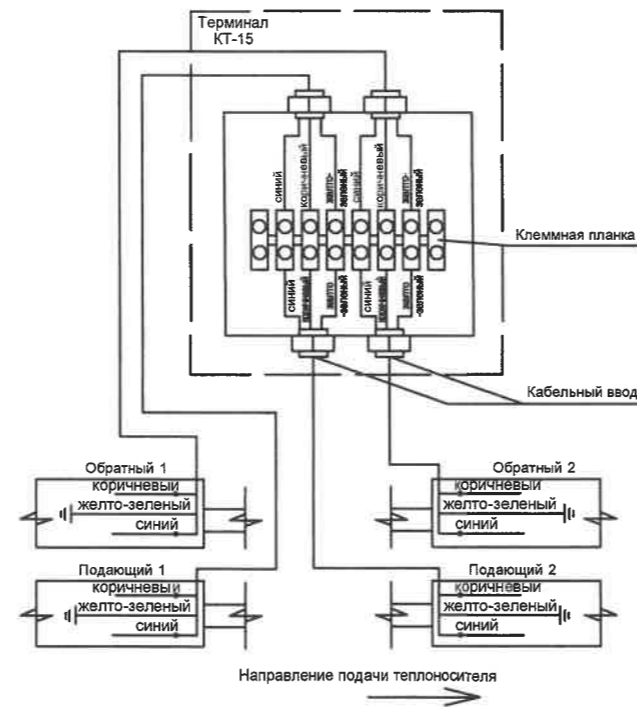 Терминал
КТ-15
синий
коричневый
желто-
зеленый
синий
коричневый
желто-
зеленый
Клеммная планка
синий
коричневый
желто
-зеленый
синий
коричневый
желто
-зеленый
Кабельный ввод
Обратный 1
коричневый
желто-зеленый
синий
Обратный 2
коричневый
желто-зеленый
синий
Подающий 1
коричневый
желто-зеленый
синий
Подающий 2
коричневый
желто-зеленый
синий
Направление подачи теплоносителя